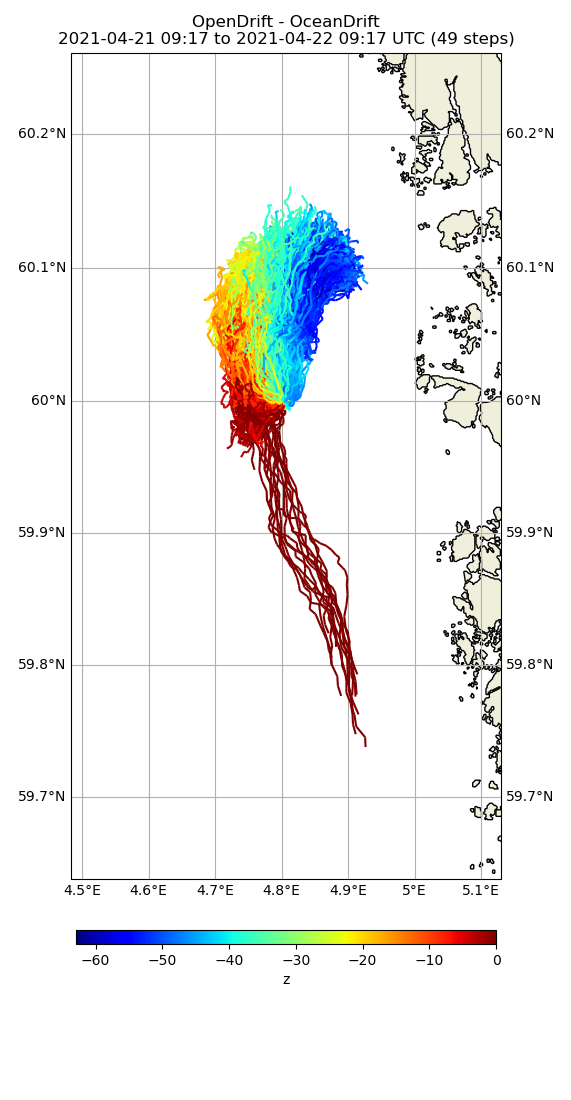 OpenDrift - OceanDrift
2021-04-21 09:17 to 2021-04-22 09:17 UTC (49 steps)
60.2°N 60.2°N
60.1°N 60.1°N
60°N 60°N
59.9°N 59.9°N
59.8°N 59.8°N
59.7°N 59.7°N
4.5°E 4.6°E 4.7°E 4.8°E 4.9°E 5°E 5.1°E
−60 −50 −40 −30 −20 −10 0
z